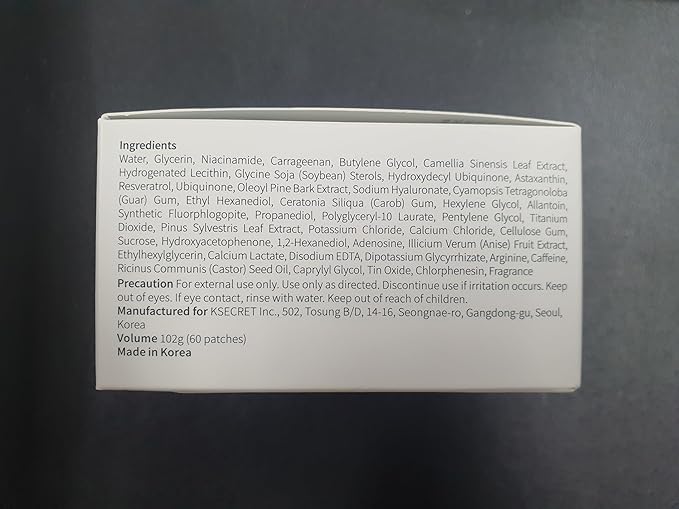 Ingredients
Water, Glycerin, Niacinamide, Carrageenan, Butylene Glycol, Camellia Sinensis Leaf Extract,
Hydrogenated Lecithin, Glycine Soja (Soybean) Sterols, Hydroxydecyl Ubiquinone, Astaxanthin,
Resveratrol, Ubiquinone, Oleoyl Pine Bark Extract, Sodium Hyaluronate, Cyamopsis Tetragonoloba
(Guar) Gum, Ethyl Hexanediol, Ceratonia Siliqua (Carob) Gum, Hexylene Glycol, Allantoin,
Synthetic Fluorphlogopite, Propanediol, Polyglyceryl-10 Laurate, Pentylene Glycol, Titanium
Dioxide, Pinus Sylvestris Leaf Extract, Potassium Chloride, Calcium Chloride, Cellulose Gum,
Sucrose, Hydroxyacetophenone, 1,2-Hexanediol, Adenosine, Illicium Verum (Anise) Fruit Extract,
Ethylhexylglycerin, Calcium Lactate, Disodium EDTA, Dipotassium Glycyrrhizate, Arginine, Caffeine,
Ricinus Communis (Castor) Seed Oil, Caprylyl Glycol, Tin Oxide, Chlorphenesin, Fragrance
Precaution For external use only. Use only as directed. Discontinue use if irritation occurs. Keep
out of eyes. If eye contact, rinse with water. Keep out of reach of children.
Manufactured for KSECRET Inc., 502, Tosung B/D, 14-16, Seongnae-ro, Gangdong-gu, Seoul,
Korea
Volume 102g (60 patches)
Made in Korea